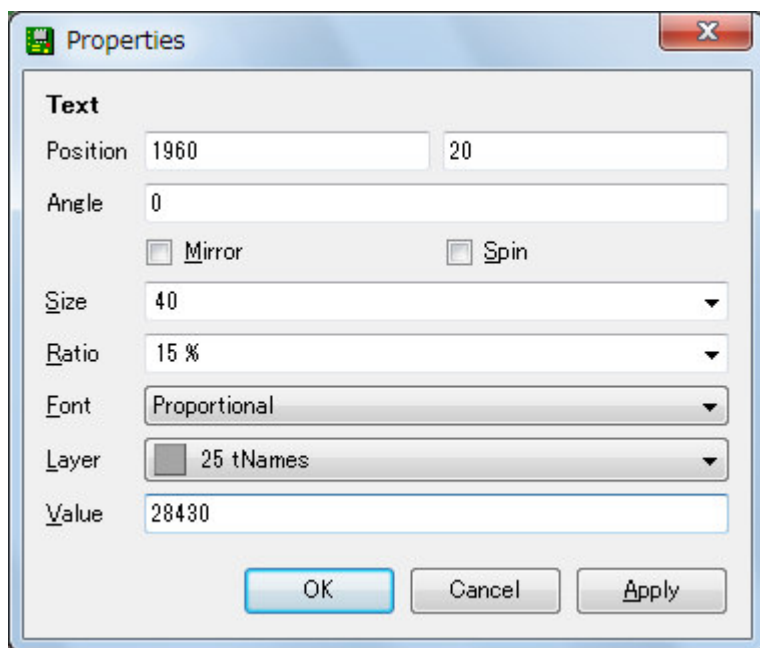 Properties
Text
Position 1960 20
Angle 0
Mirror Spin
Size 40
Ratio 15 %
Font Proportional
Layer 25 tNames
Value 28430
OK Cancel Apply